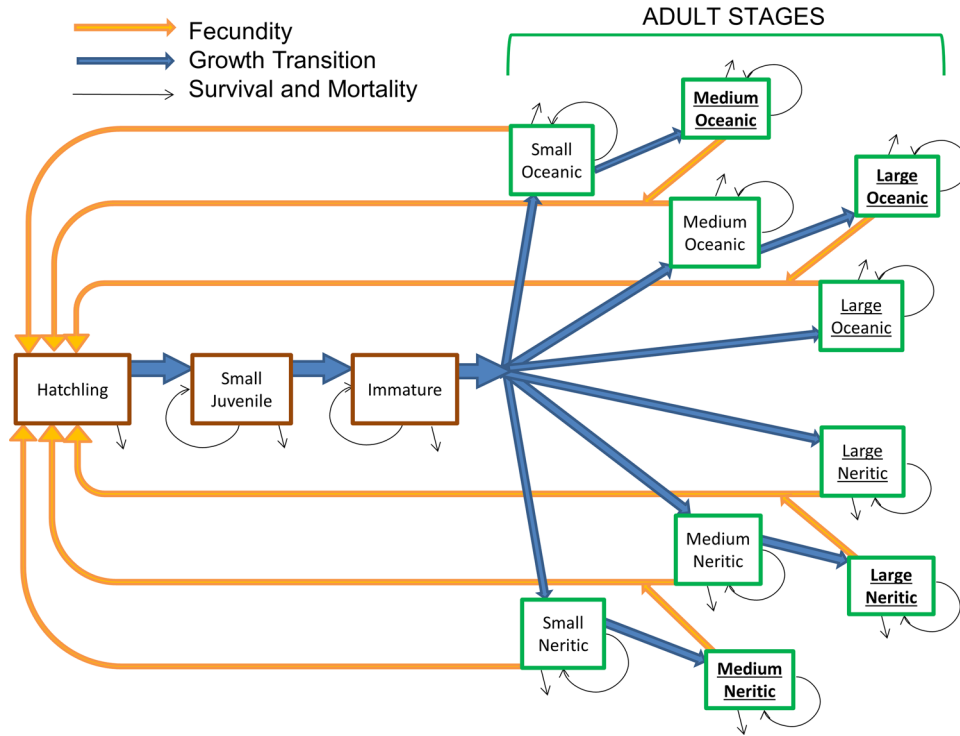 ADULT STAGES
Fecundity
Growth Transition
Survival and Mortality
Medium
Oceanic
Small
Oceanic
Large
Oceanic
Medium
Oceanic
Large
Oceanic
Hatchling
Small
Juvenile
Immature
Large
Neritic
Medium
Neritic
Large
Neritic
Small
Neritic
Medium
Neritic